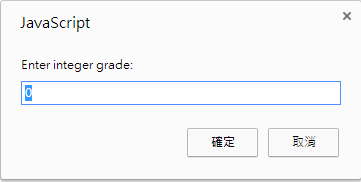 JavaScript
Enter integer grade:
0
確定 取消